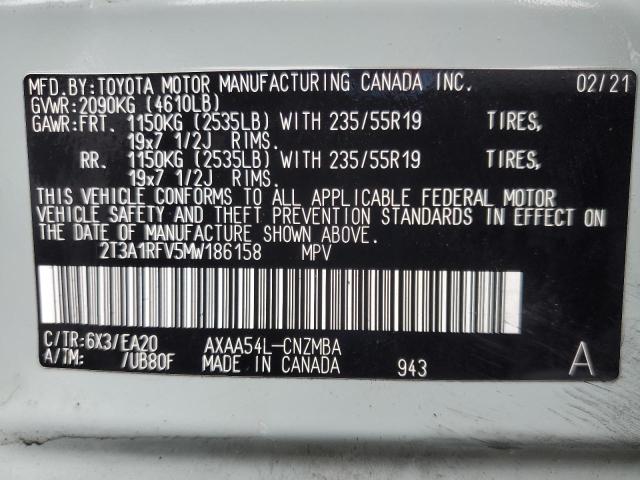 MFD.BY:TOYOTA MOTOR MANUFACTURING CANADA INC. 02/21
GVWR:2090KG (4610LB)
GAWR:FRT. 1150KG (2535LB) WITH 235/55R19 TIRES,
19x7 1/2J RIMS.
RR. 1150KG (2535LB) WITH 235/55R19 TIRES,
19x7 1/2J RIMS.
THIS VEHICLE CONFORMS TO ALL APPLICABLE FEDERAL MOTOR
VEHICLE SAFETY AND THEFT PREVENTION STANDARDS IN EFFECT ON
THE DATE OF MANUFACTURE SHOWN ABOVE.
2T3A1RFV5MW186158 MPV
C/TR:6X3/EA20 AXAA54L-CNZMBA
A/TM: /UB80F MADE IN CANADA 943 A